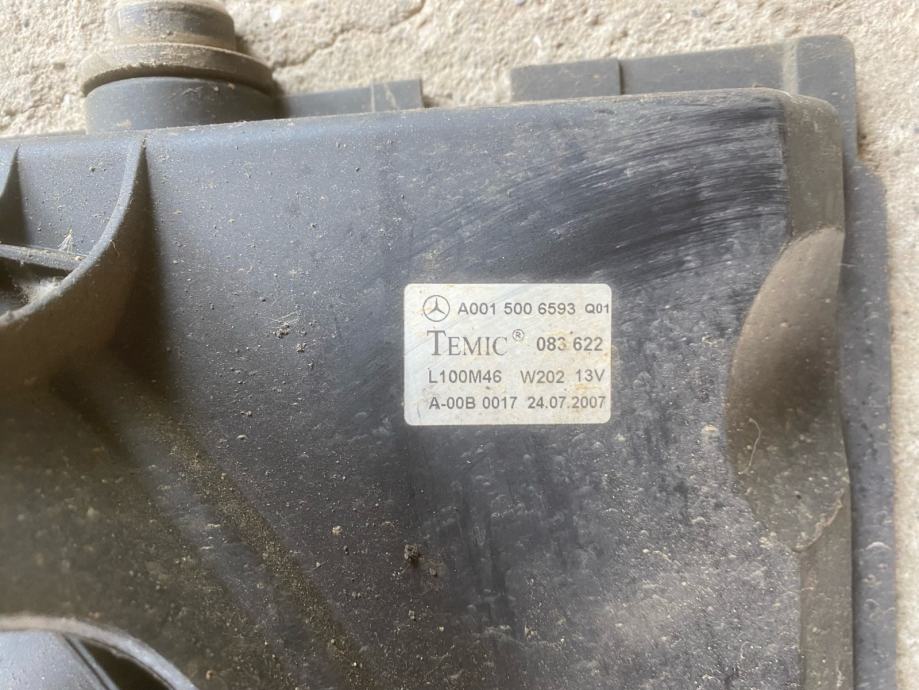 A001 500 6593 Q01
TEMIC® 083 622
L100M46 W202 13V
A-00B 0017 24.07.2007